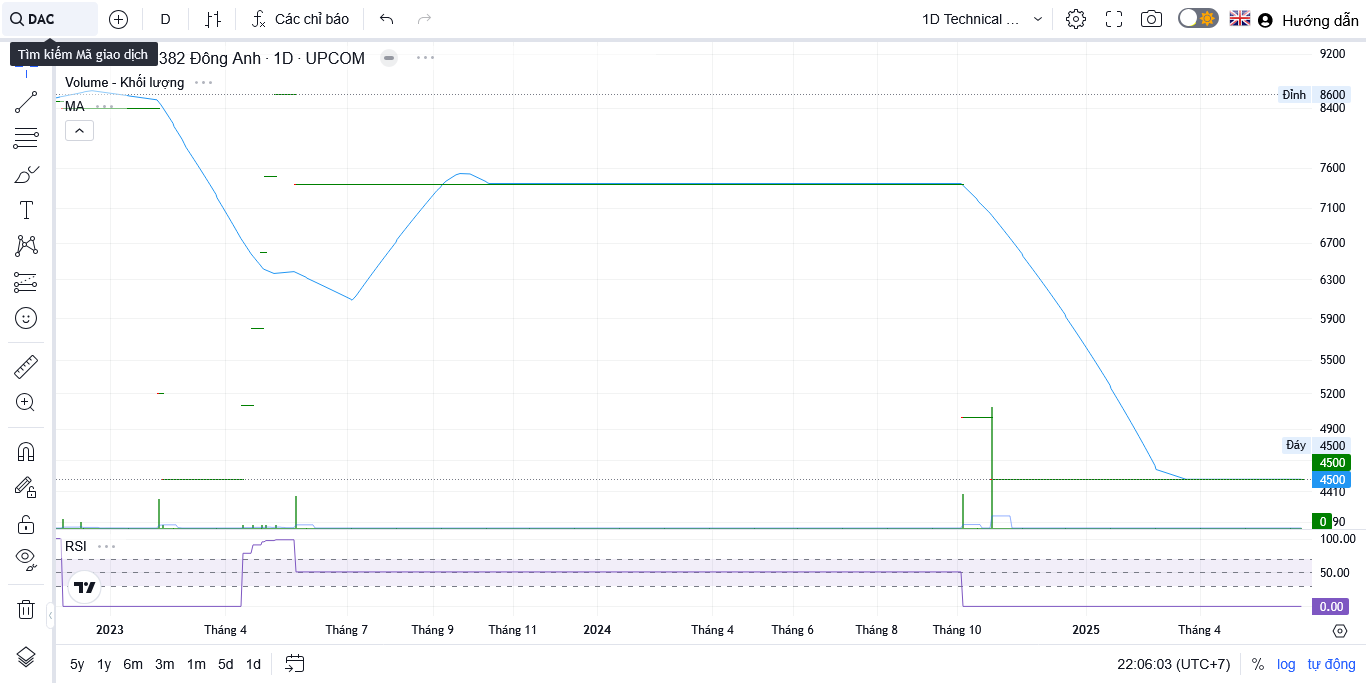 DAC
D
Các chỉ báo
1D Technical ...
Hướng dẫn
Tìm kiếm Mã giao dịch
382 Đông Anh · 1D · UPCOM
Volume - Khối lượng
MA
9200
Đỉnh 8600
8400
7600
7100
6700
6300
5900
5500
5200
4900
Đáy 4500
4500
4500
4410
0
90
RSI
100.00
50.00
0.00
2023 Tháng 4 Tháng 7 Tháng 9 Tháng 11 2024 Tháng 4 Tháng 6 Tháng 8 Tháng 10 2025 Tháng 4
5y 1y 6m 3m 1m 5d 1d
22:06:03 (UTC+7) % log tự động